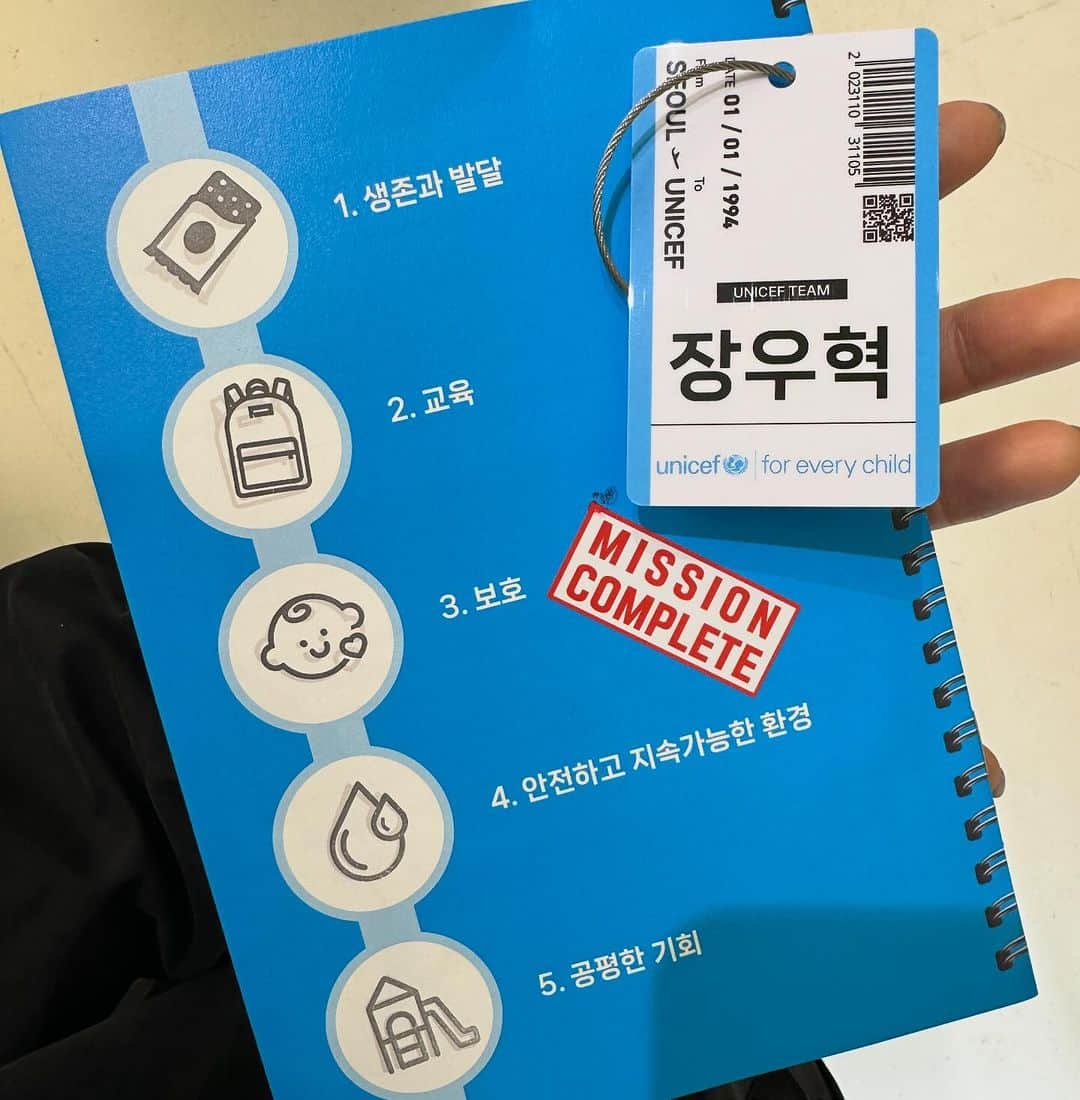 1. 생존과 발달
2. 교육
3. 보호
4. 안전하고 지속가능한 환경
5. 공평한 기회
MISSION
COMPLETE
From To
SEOUL UNICEF
DATE 01 / 01 / 1994
2 023110 31105
UNICEF TEAM
장우혁
unicef for every child